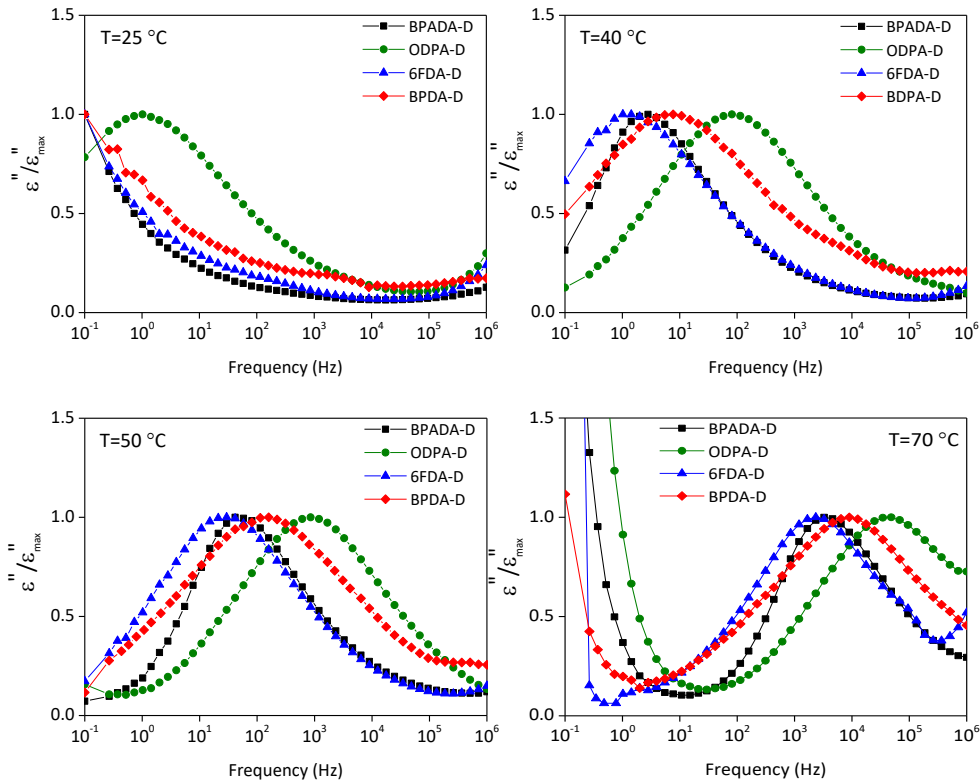 T=25 °C
BPADA-D
ODPA-D
6FDA-D
BPDA-D
1.5
1.0
0.5
0.0
ε"/ε"max
10-1 100 101 102 103 104 105 106
Frequency (Hz)
T=40 °C
BPADA-D
ODPA-D
6FDA-D
BDPA-D
1.5
1.0
0.5
0.0
ε"/ε"max
10-1 100 101 102 103 104 105 106
Frequency (Hz)
T=50 °C
BPADA-D
ODPA-D
6FDA-D
BPDA-D
1.5
1.0
0.5
0.0
ε"/ε"max
10-1 100 101 102 103 104 105 106
Frequency (Hz)
T=70 °C
BPADA-D
ODPA-D
6FDA-D
BPDA-D
1.5
1.0
0.5
0.0
ε"/ε"max
10-1 100 101 102 103 104 105 106
Frequency (Hz)